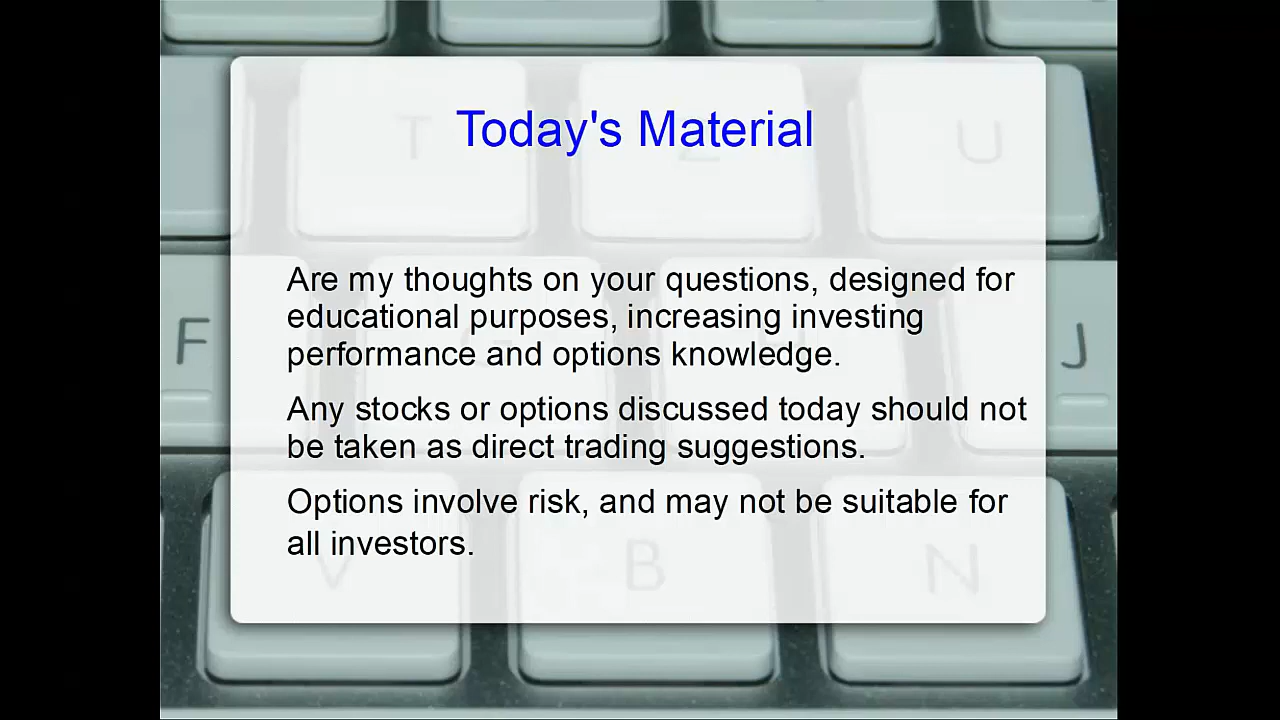 Today's Material
Are my thoughts on your questions, designed for
educational purposes, increasing investing
performance and options knowledge.
Any stocks or options discussed today should not
be taken as direct trading suggestions.
Options involve risk, and may not be suitable for
all investors.
T Z U
F G H J
V B N